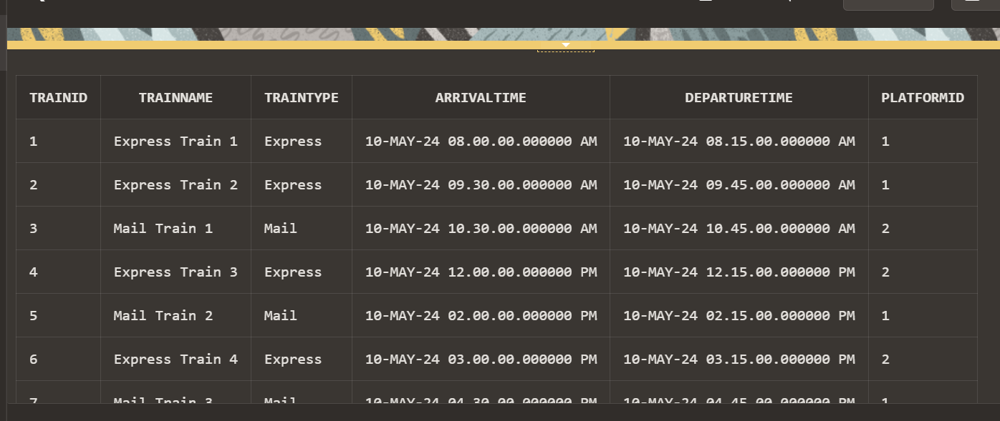 TRAINID TRAINNAME TRAINTYPE ARRIVALTIME DEPARTURETIME PLATFORMID
1 Express Train 1 Express 10-MAY-24 08.00.00.000000 AM 10-MAY-24 08.15.00.000000 AM 1
2 Express Train 2 Express 10-MAY-24 09.30.00.000000 AM 10-MAY-24 09.45.00.000000 AM 1
3 Mail Train 1 Mail 10-MAY-24 10.30.00.000000 AM 10-MAY-24 10.45.00.000000 AM 2
4 Express Train 3 Express 10-MAY-24 12.00.00.000000 PM 10-MAY-24 12.15.00.000000 PM 2
5 Mail Train 2 Mail 10-MAY-24 02.00.00.000000 PM 10-MAY-24 02.15.00.000000 PM 1
6 Express Train 4 Express 10-MAY-24 03.00.00.000000 PM 10-MAY-24 03.15.00.000000 PM 2
7 Mail Train 3 Mail 10-MAY-24 04.30.00.000000 PM 10-MAY-24 04.45.00.000000 PM 1